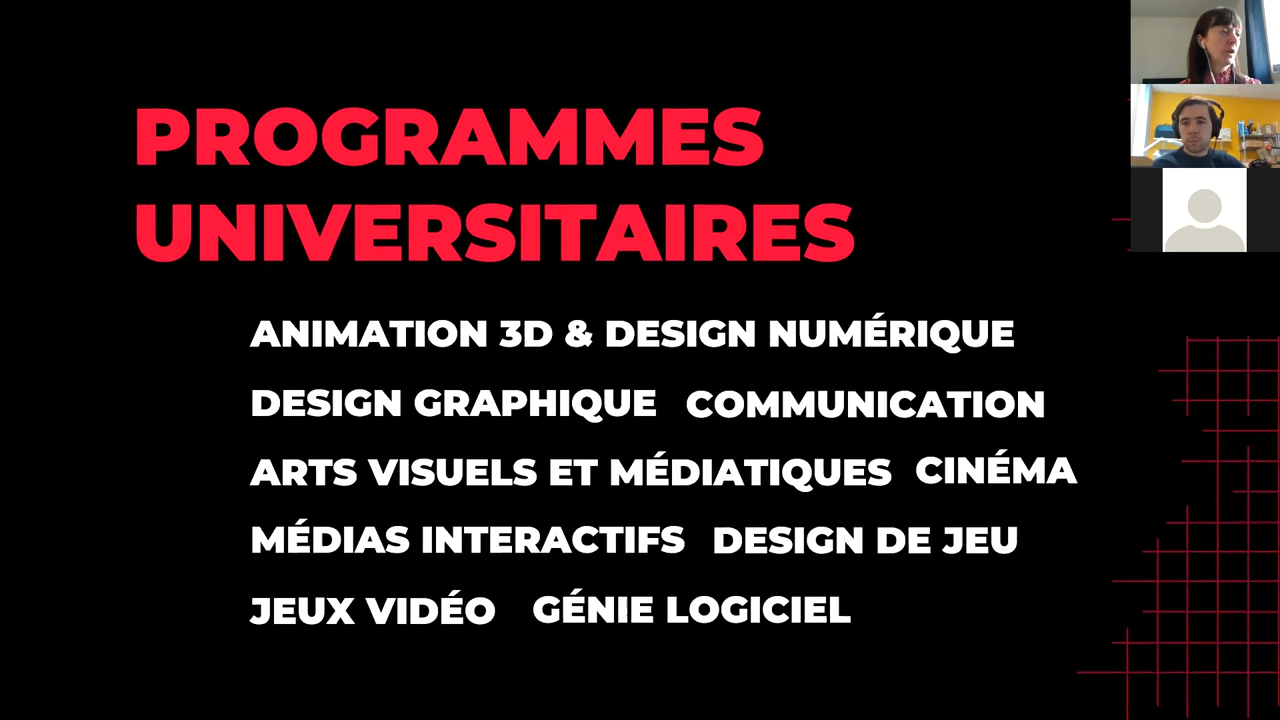 PROGRAMMES
UNIVERSITAIRES
ANIMATION 3D & DESIGN NUMÉRIQUE
DESIGN GRAPHIQUE COMMUNICATION
ARTS VISUELS ET MÉDIATIQUES CINÉMA
MÉDIAS INTERACTIFS DESIGN DE JEU
JEUX VIDÉO GÉNIE LOGICIEL